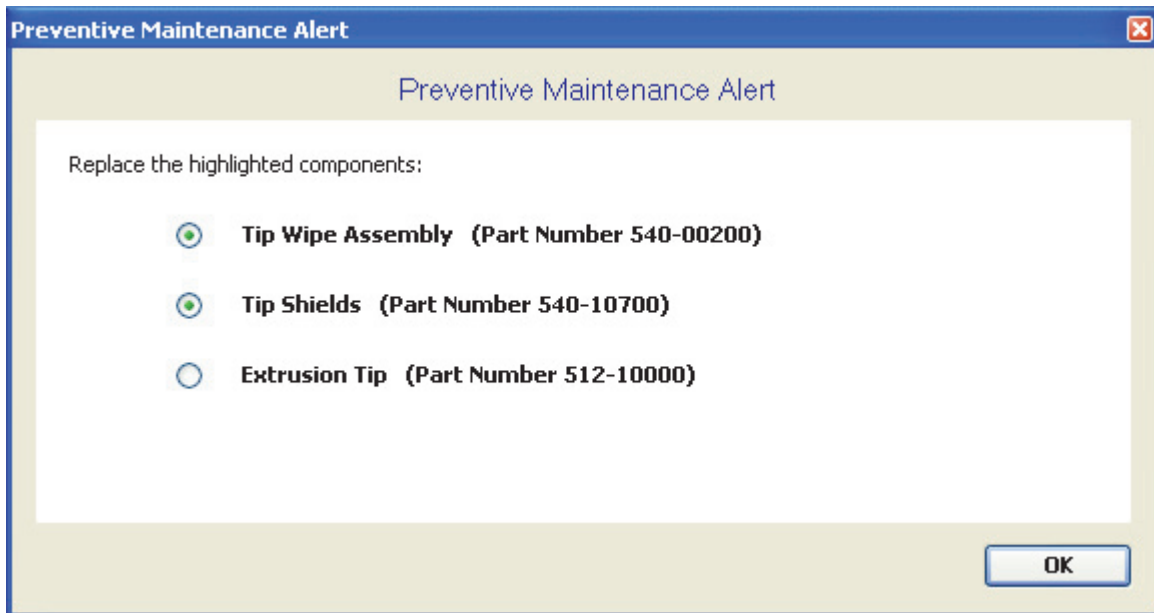 Preventive Maintenance Alert
Preventive Maintenance Alert
Replace the highlighted components:
Tip Wipe Assembly (Part Number 540-00200)
Tip Shields (Part Number 540-10700)
Extrusion Tip (Part Number 512-10000)
OK